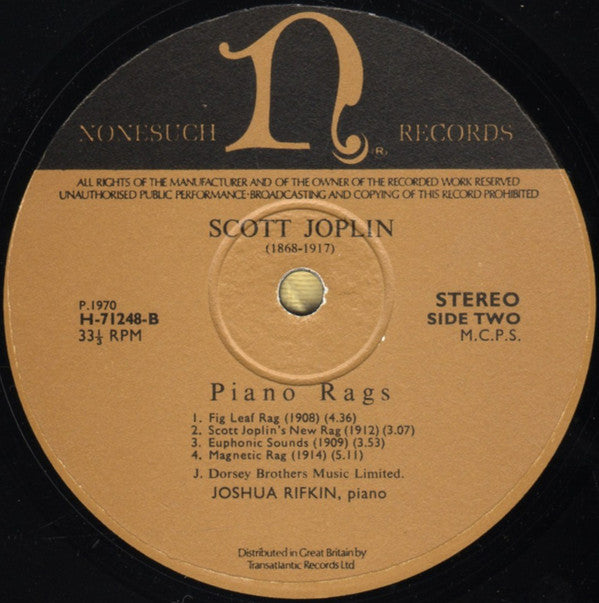 n
NONESUCH RECORDS
R.
ALL RIGHTS OF THE MANUFACTURER AND OF THE OWNER OF THE RECORDED WORK RESERVED
UNAUTHORISED PUBLIC PERFORMANCE·BROADCASTING AND COPYING OF THIS RECORD PROHIBITED
SCOTT JOPLIN
(1868-1917)
P.1970
H-71248-B
33⅓ RPM
STEREO
SIDE TWO
M.C.P.S.
Piano Rags
1. Fig Leaf Rag (1908) (4.36)
2. Scott Joplin's New Rag (1912) (3.07)
3. Euphonic Sounds (1909) (3.53)
4. Magnetic Rag (1914) (5.11)
J. Dorsey Brothers Music Limited.
JOSHUA RIFKIN, piano
Distributed in Great Britain by
Transatlantic Records Ltd